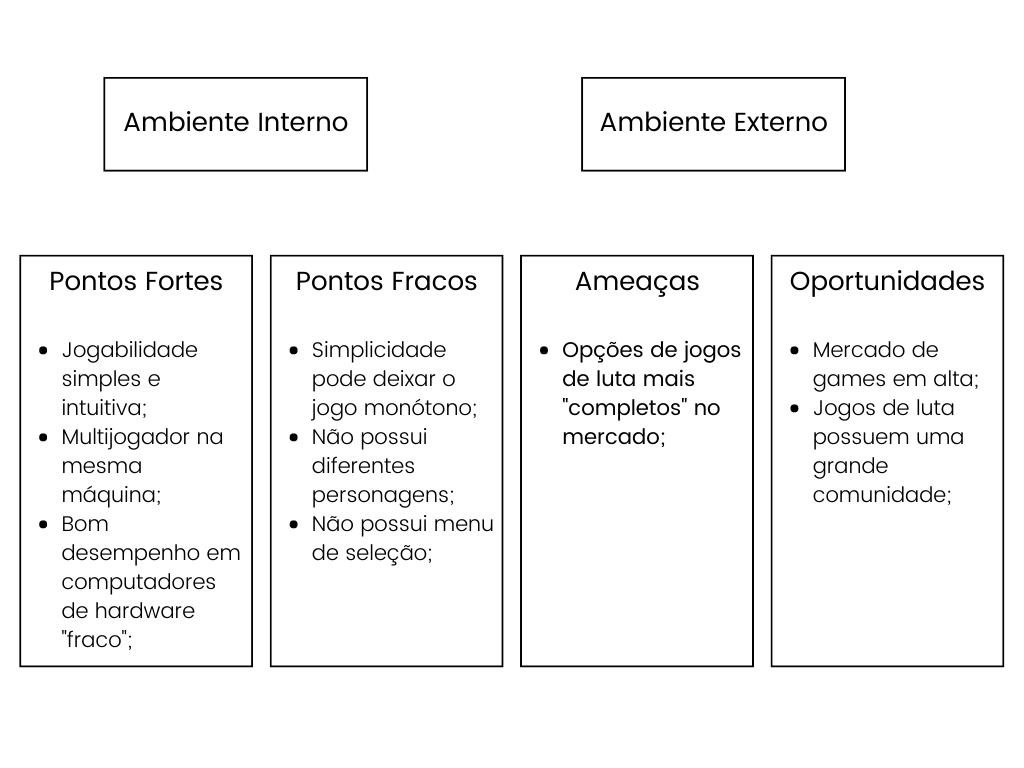 Ambiente Interno
Ambiente Externo
Pontos Fortes
• Jogabilidade
simples e
intuitiva;
• Multijogador na
mesma
máquina;
• Bom
desempenho em
computadores
de hardware
"fraco";
Pontos Fracos
• Simplicidade
pode deixar o
jogo monótono;
• Não possui
diferentes
personagens;
• Não possui menu
de seleção;
Ameaças
• Opções de jogos
de luta mais
"completos" no
mercado;
Oportunidades
• Mercado de
games em alta;
• Jogos de luta
possuem uma
grande
comunidade;